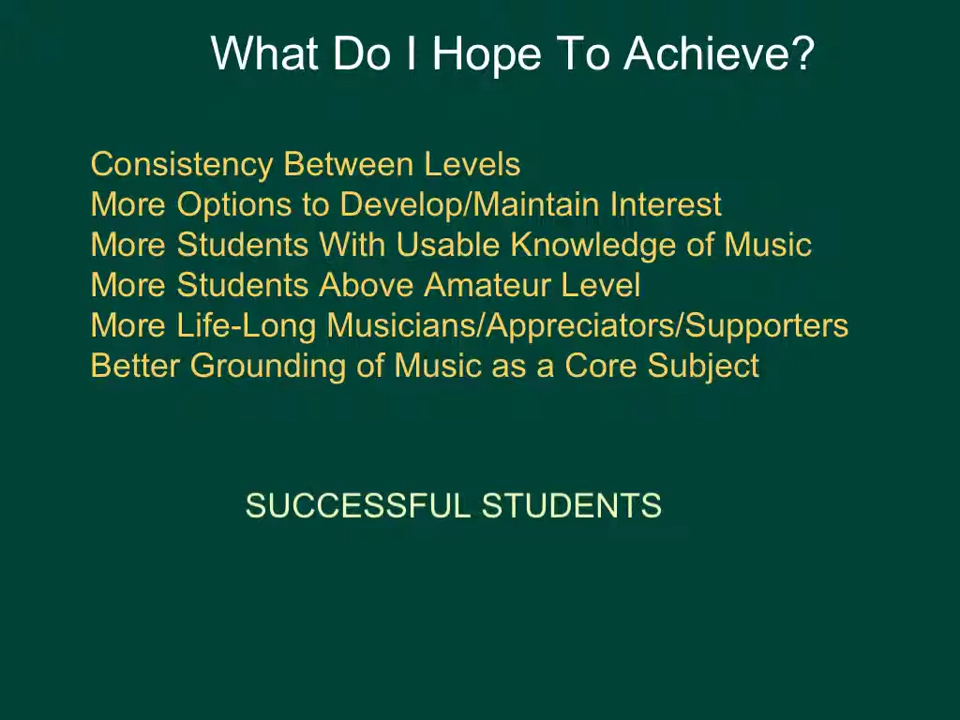 What Do I Hope To Achieve?
Consistency Between Levels
More Options to Develop/Maintain Interest
More Students With Usable Knowledge of Music
More Students Above Amateur Level
More Life-Long Musicians/Appreciators/Supporters
Better Grounding of Music as a Core Subject
SUCCESSFUL STUDENTS